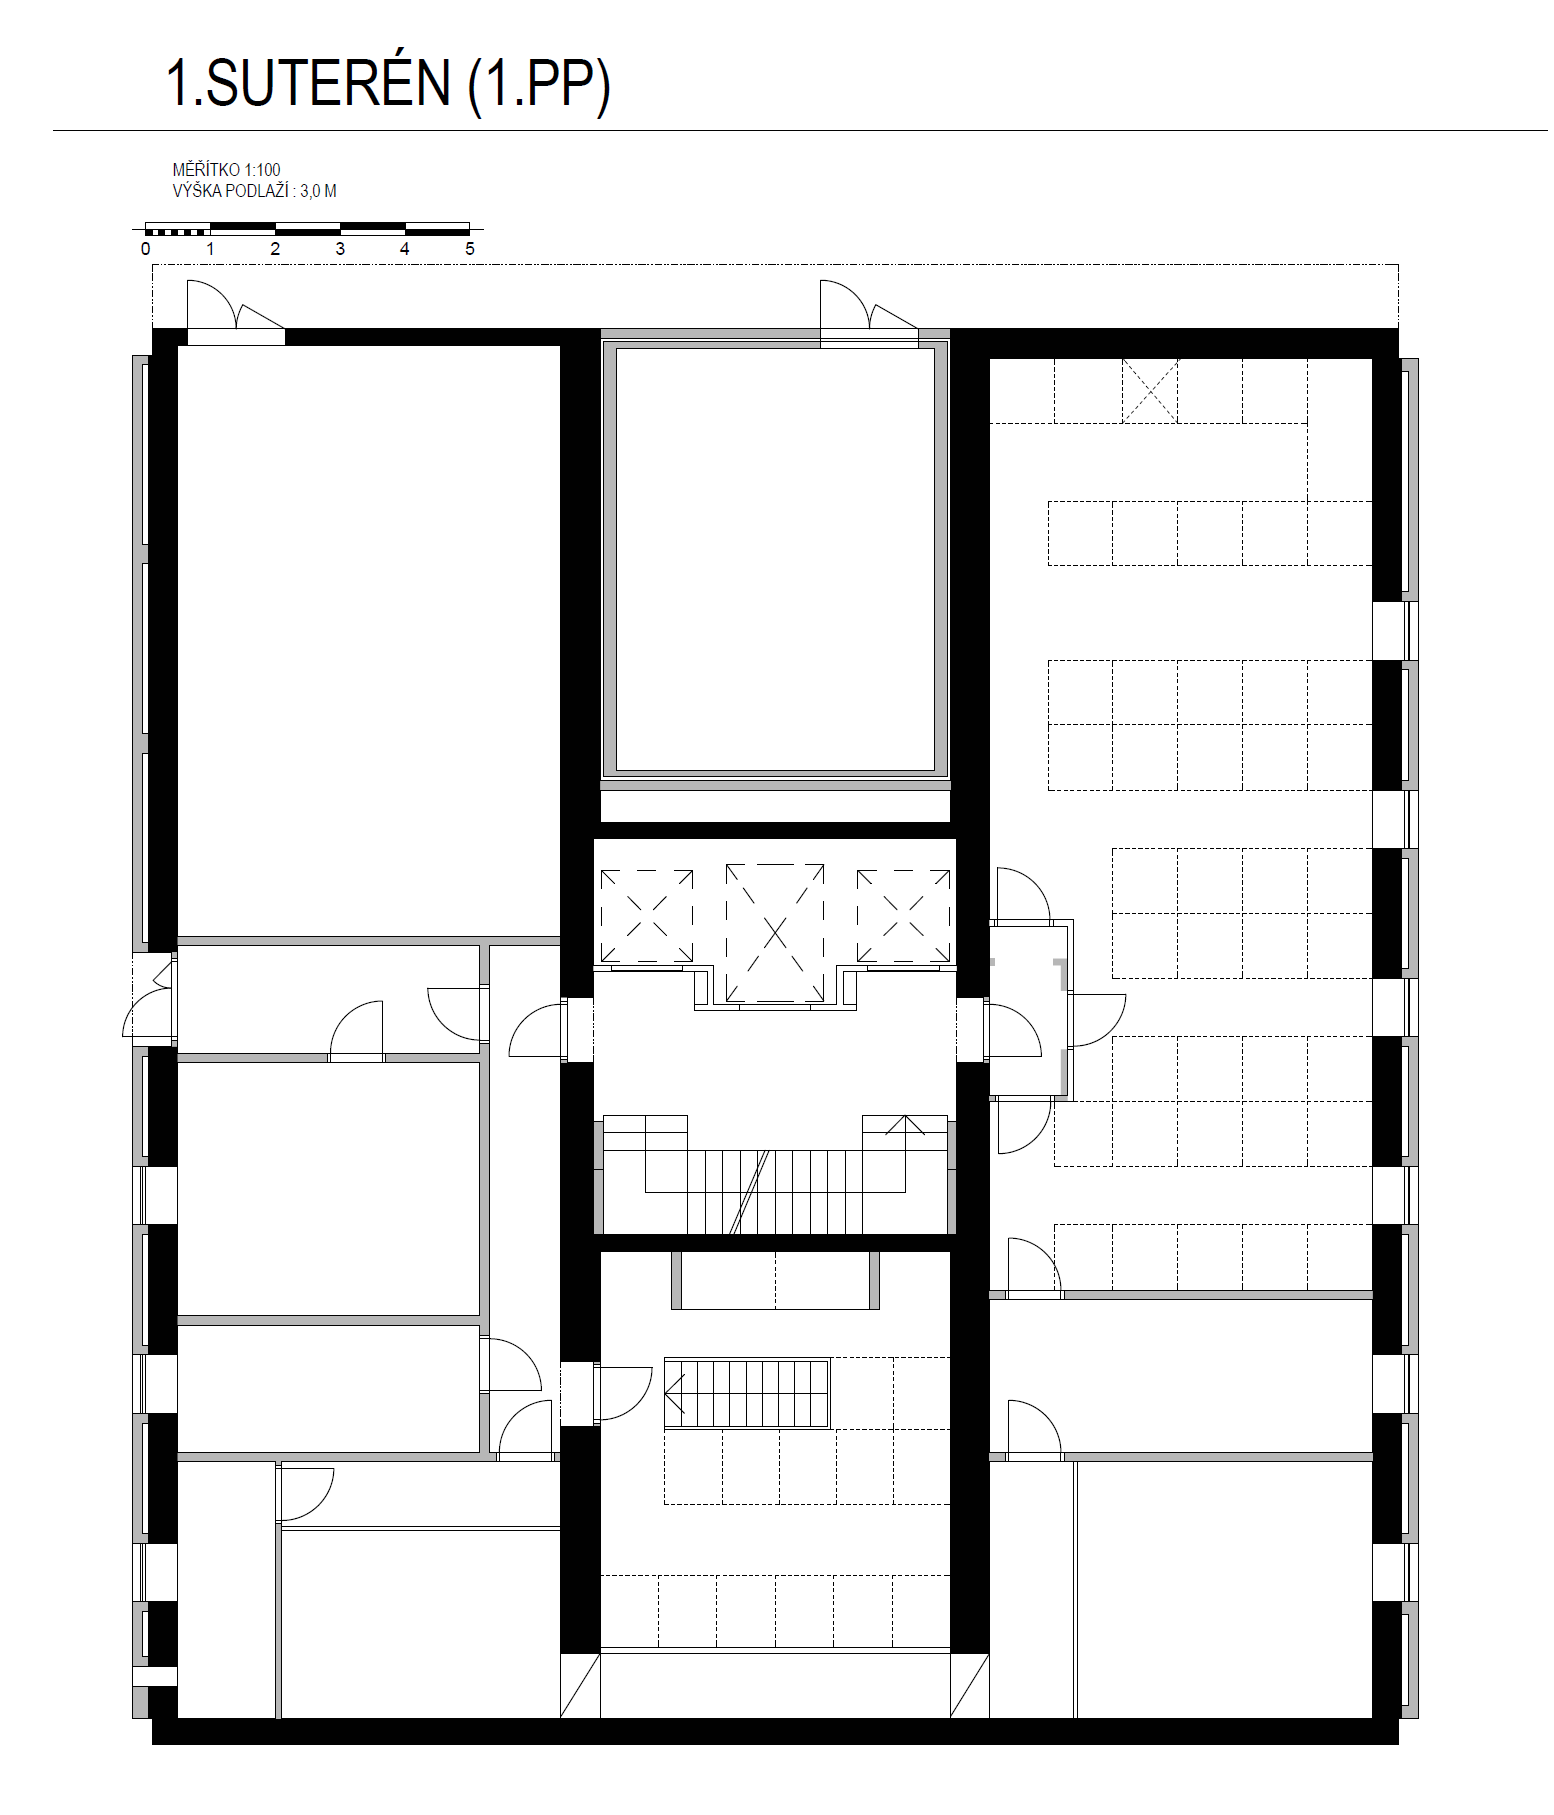 1.SUTERÉN (1.PP)
MĚŘÍTKO 1:100
VÝŠKA PODLAŽÍ : 3,0 M
0 1 2 3 4 5